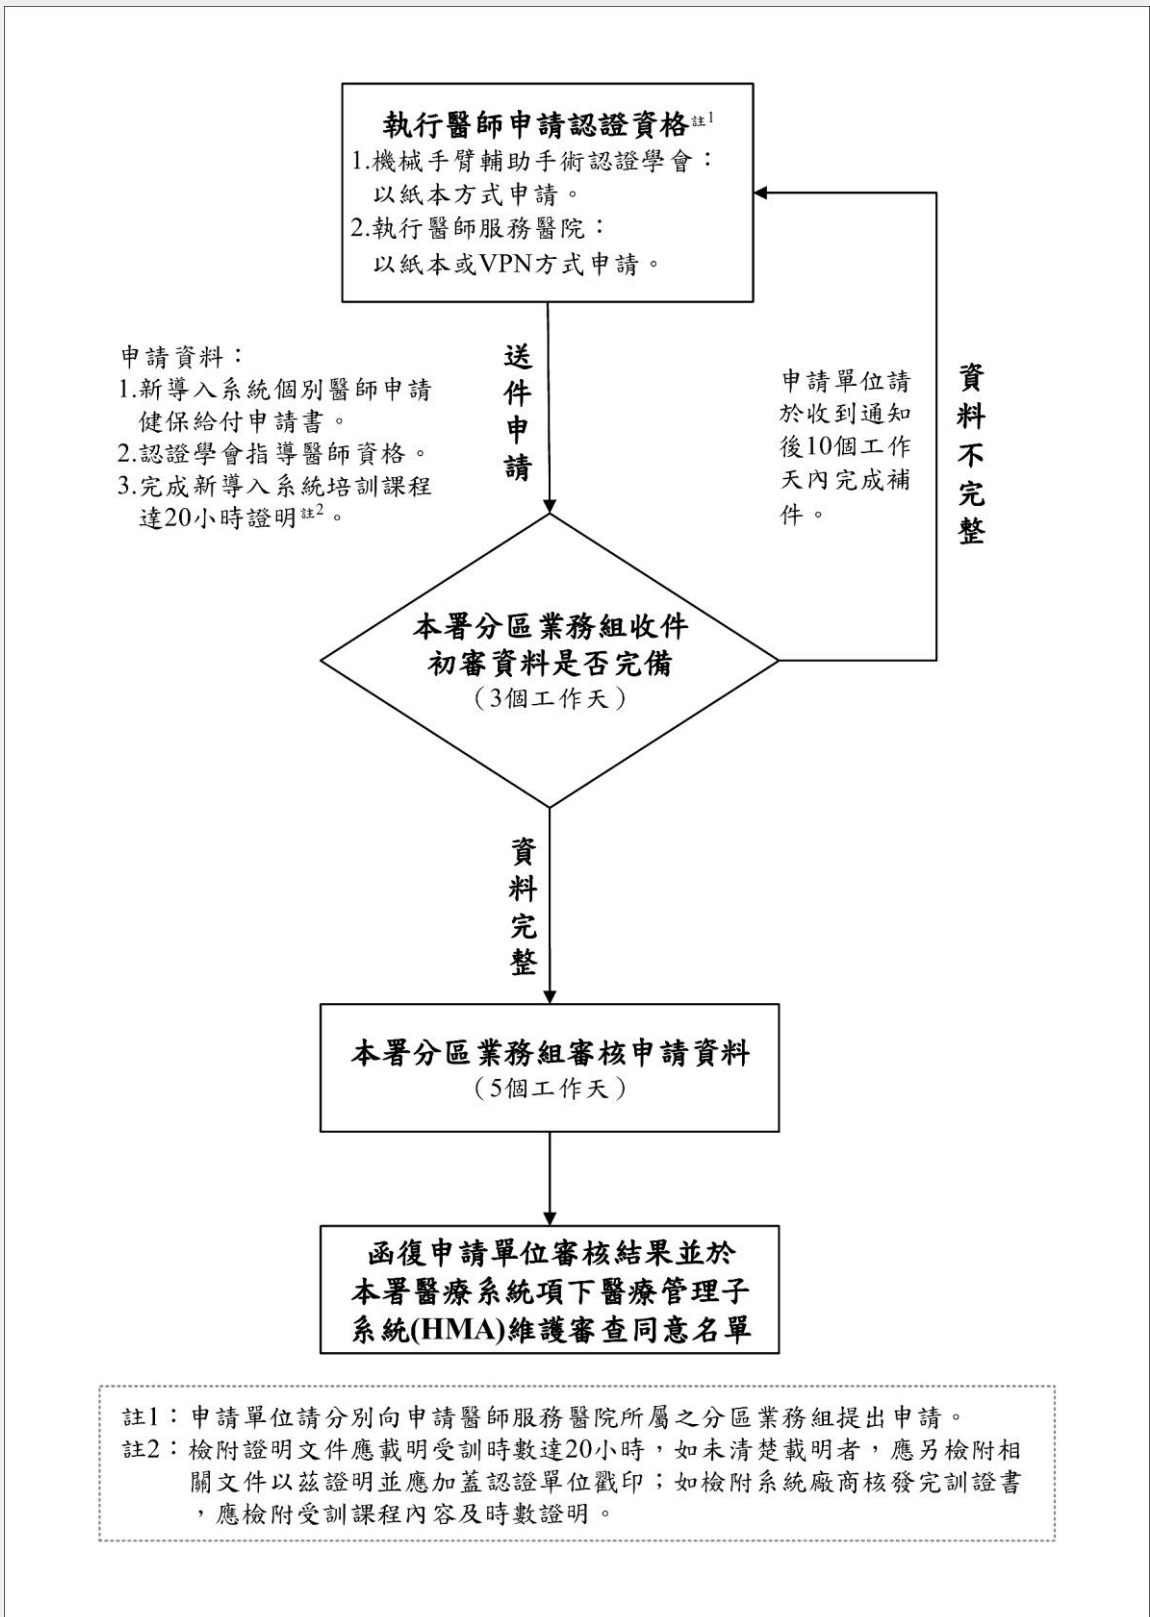 執行醫師申請認證資格註1
1.機械手臂輔助手術認證學會：
以紙本方式申請。
2.執行醫師服務醫院：
以紙本或VPN方式申請。
申請資料：
1.新導入系統個別醫師申請
健保給付申請書。
2.認證學會指導醫師資格。
3.完成新導入系統培訓課程
達20小時證明註2。
送件申請
申請單位請
於收到通知
後10個工作
天內完成補
件。
資料不完整
本署分區業務組收件
初審資料是否完備
（3個工作天）
資料完整
本署分區業務組審核申請資料
（5個工作天）
函復申請單位審核結果並於
本署醫療系統項下醫療管理子
系統(HMA)維護審查同意名單
註1：申請單位請分別向申請醫師服務醫院所屬之分區業務組提出申請。
註2：檢附證明文件應載明受訓時數達20小時，如未清楚載明者，應另檢附相
關文件以茲證明並應加蓋認證單位戳印；如檢附系統廠商核發完訓證書
，應檢附受訓課程內容及時數證明。